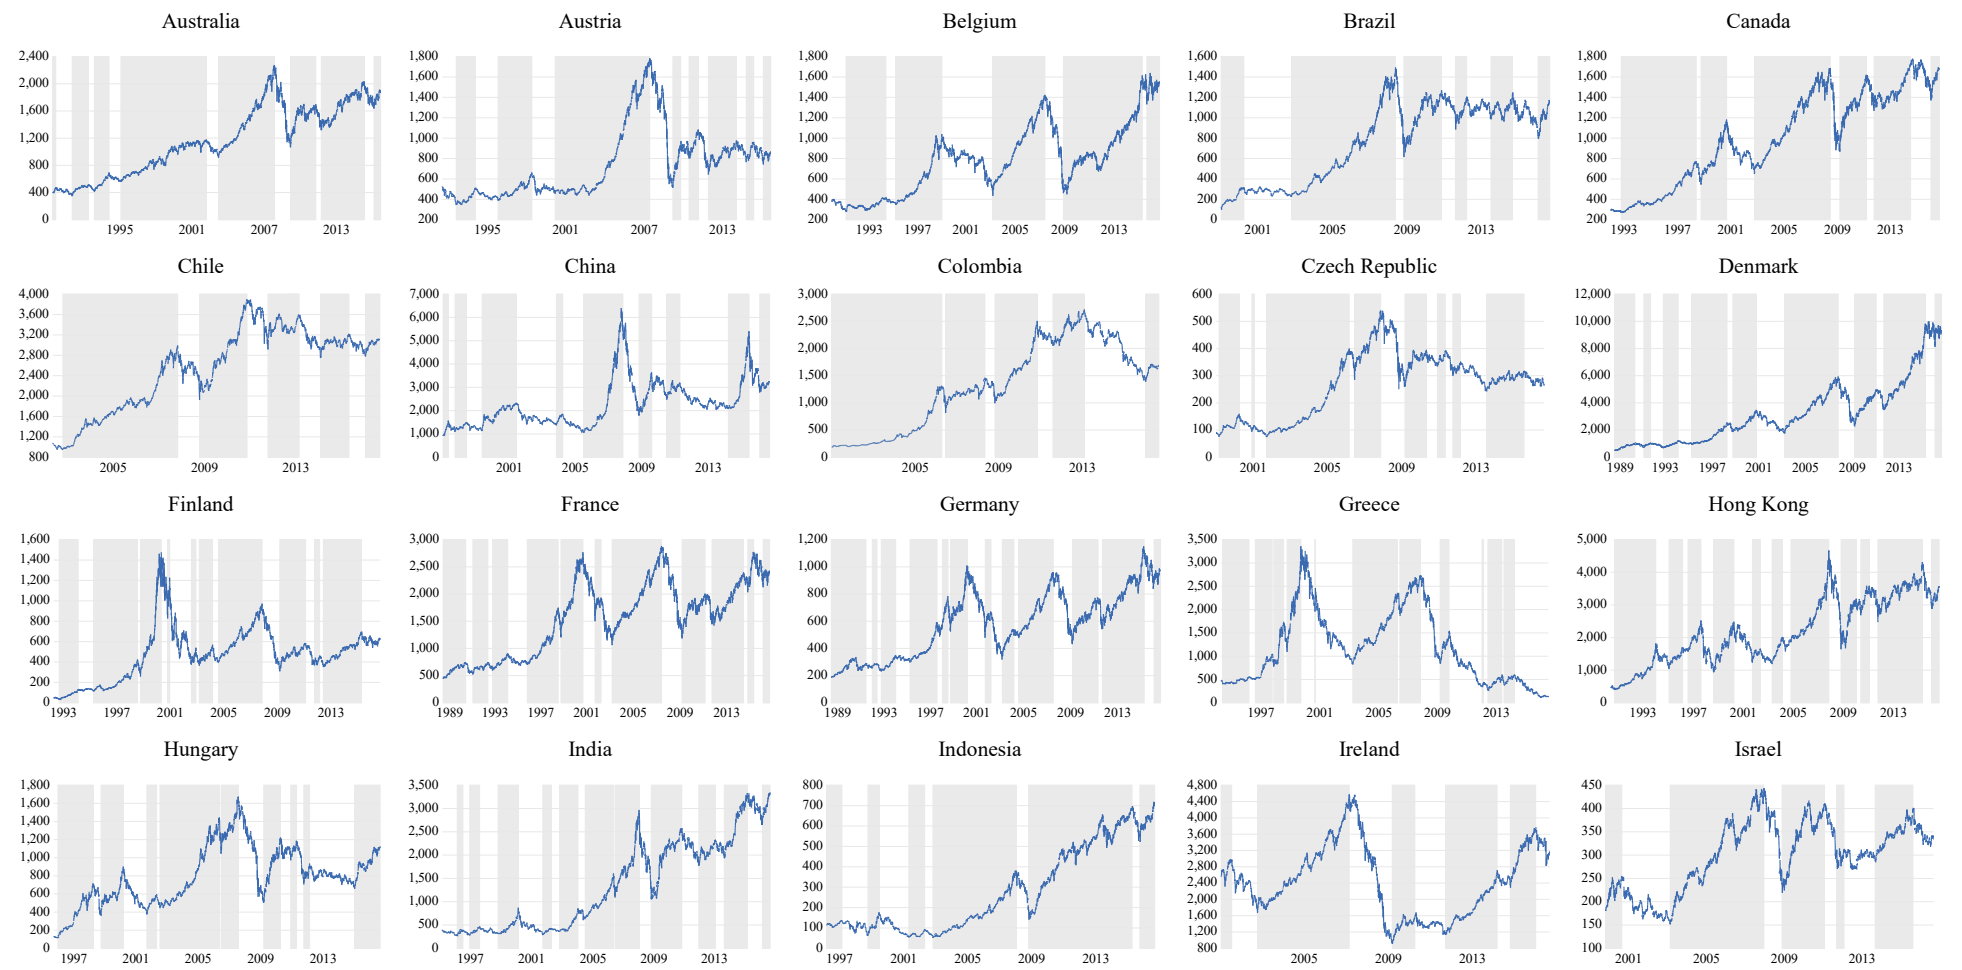 Australia Austria Belgium Brazil Canada
2,400 2,000 1,600 1,200 800 400 0
1995 2001 2007 2013
1,800 1,600 1,400 1,200 1,000 800 600 400 200
1995 2001 2007 2013
1,800 1,600 1,400 1,200 1,000 800 600 400 200
1993 1997 2001 2005 2009 2013
1,600 1,400 1,200 1,000 800 600 400 200 0
2001 2005 2009 2013
1,800 1,600 1,400 1,200 1,000 800 600 400 200
1993 1997 2001 2005 2009 2013
Chile China Colombia Czech Republic Denmark
4,000 3,600 3,200 2,800 2,400 2,000 1,600 1,200 800
2005 2009 2013
7,000 6,000 5,000 4,000 3,000 2,000 1,000 0
2001 2005 2009 2013
3,000 2,500 2,000 1,500 1,000 500 0
2005 2009 2013
600 500 400 300 200 100 0
2001 2005 2009 2013
12,000 10,000 8,000 6,000 4,000 2,000 0
1989 1993 1997 2001 2005 2009 2013
Finland France Germany Greece Hong Kong
1,600 1,400 1,200 1,000 800 600 400 200 0
1993 1997 2001 2005 2009 2013
3,000 2,500 2,000 1,500 1,000 500 0
1989 1993 1997 2001 2005 2009 2013
1,200 1,000 800 600 400 200 0
1989 1993 1997 2001 2005 2009 2013
3,500 3,000 2,500 2,000 1,500 1,000 500 0
1997 2001 2005 2009 2013
5,000 4,000 3,000 2,000 1,000 0
1993 1997 2001 2005 2009 2013
Hungary India Indonesia Ireland Israel
1,800 1,600 1,400 1,200 1,000 800 600 400 200 0
1997 2001 2005 2009 2013
3,500 3,000 2,500 2,000 1,500 1,000 500 0
1997 2001 2005 2009 2013
800 700 600 500 400 300 200 100 0
1997 2001 2005 2009 2013
4,800 4,400 4,000 3,600 3,200 2,800 2,400 2,000 1,600 1,200 800
2005 2009 2013
450 400 350 300 250 200 150 100
2001 2005 2009 2013